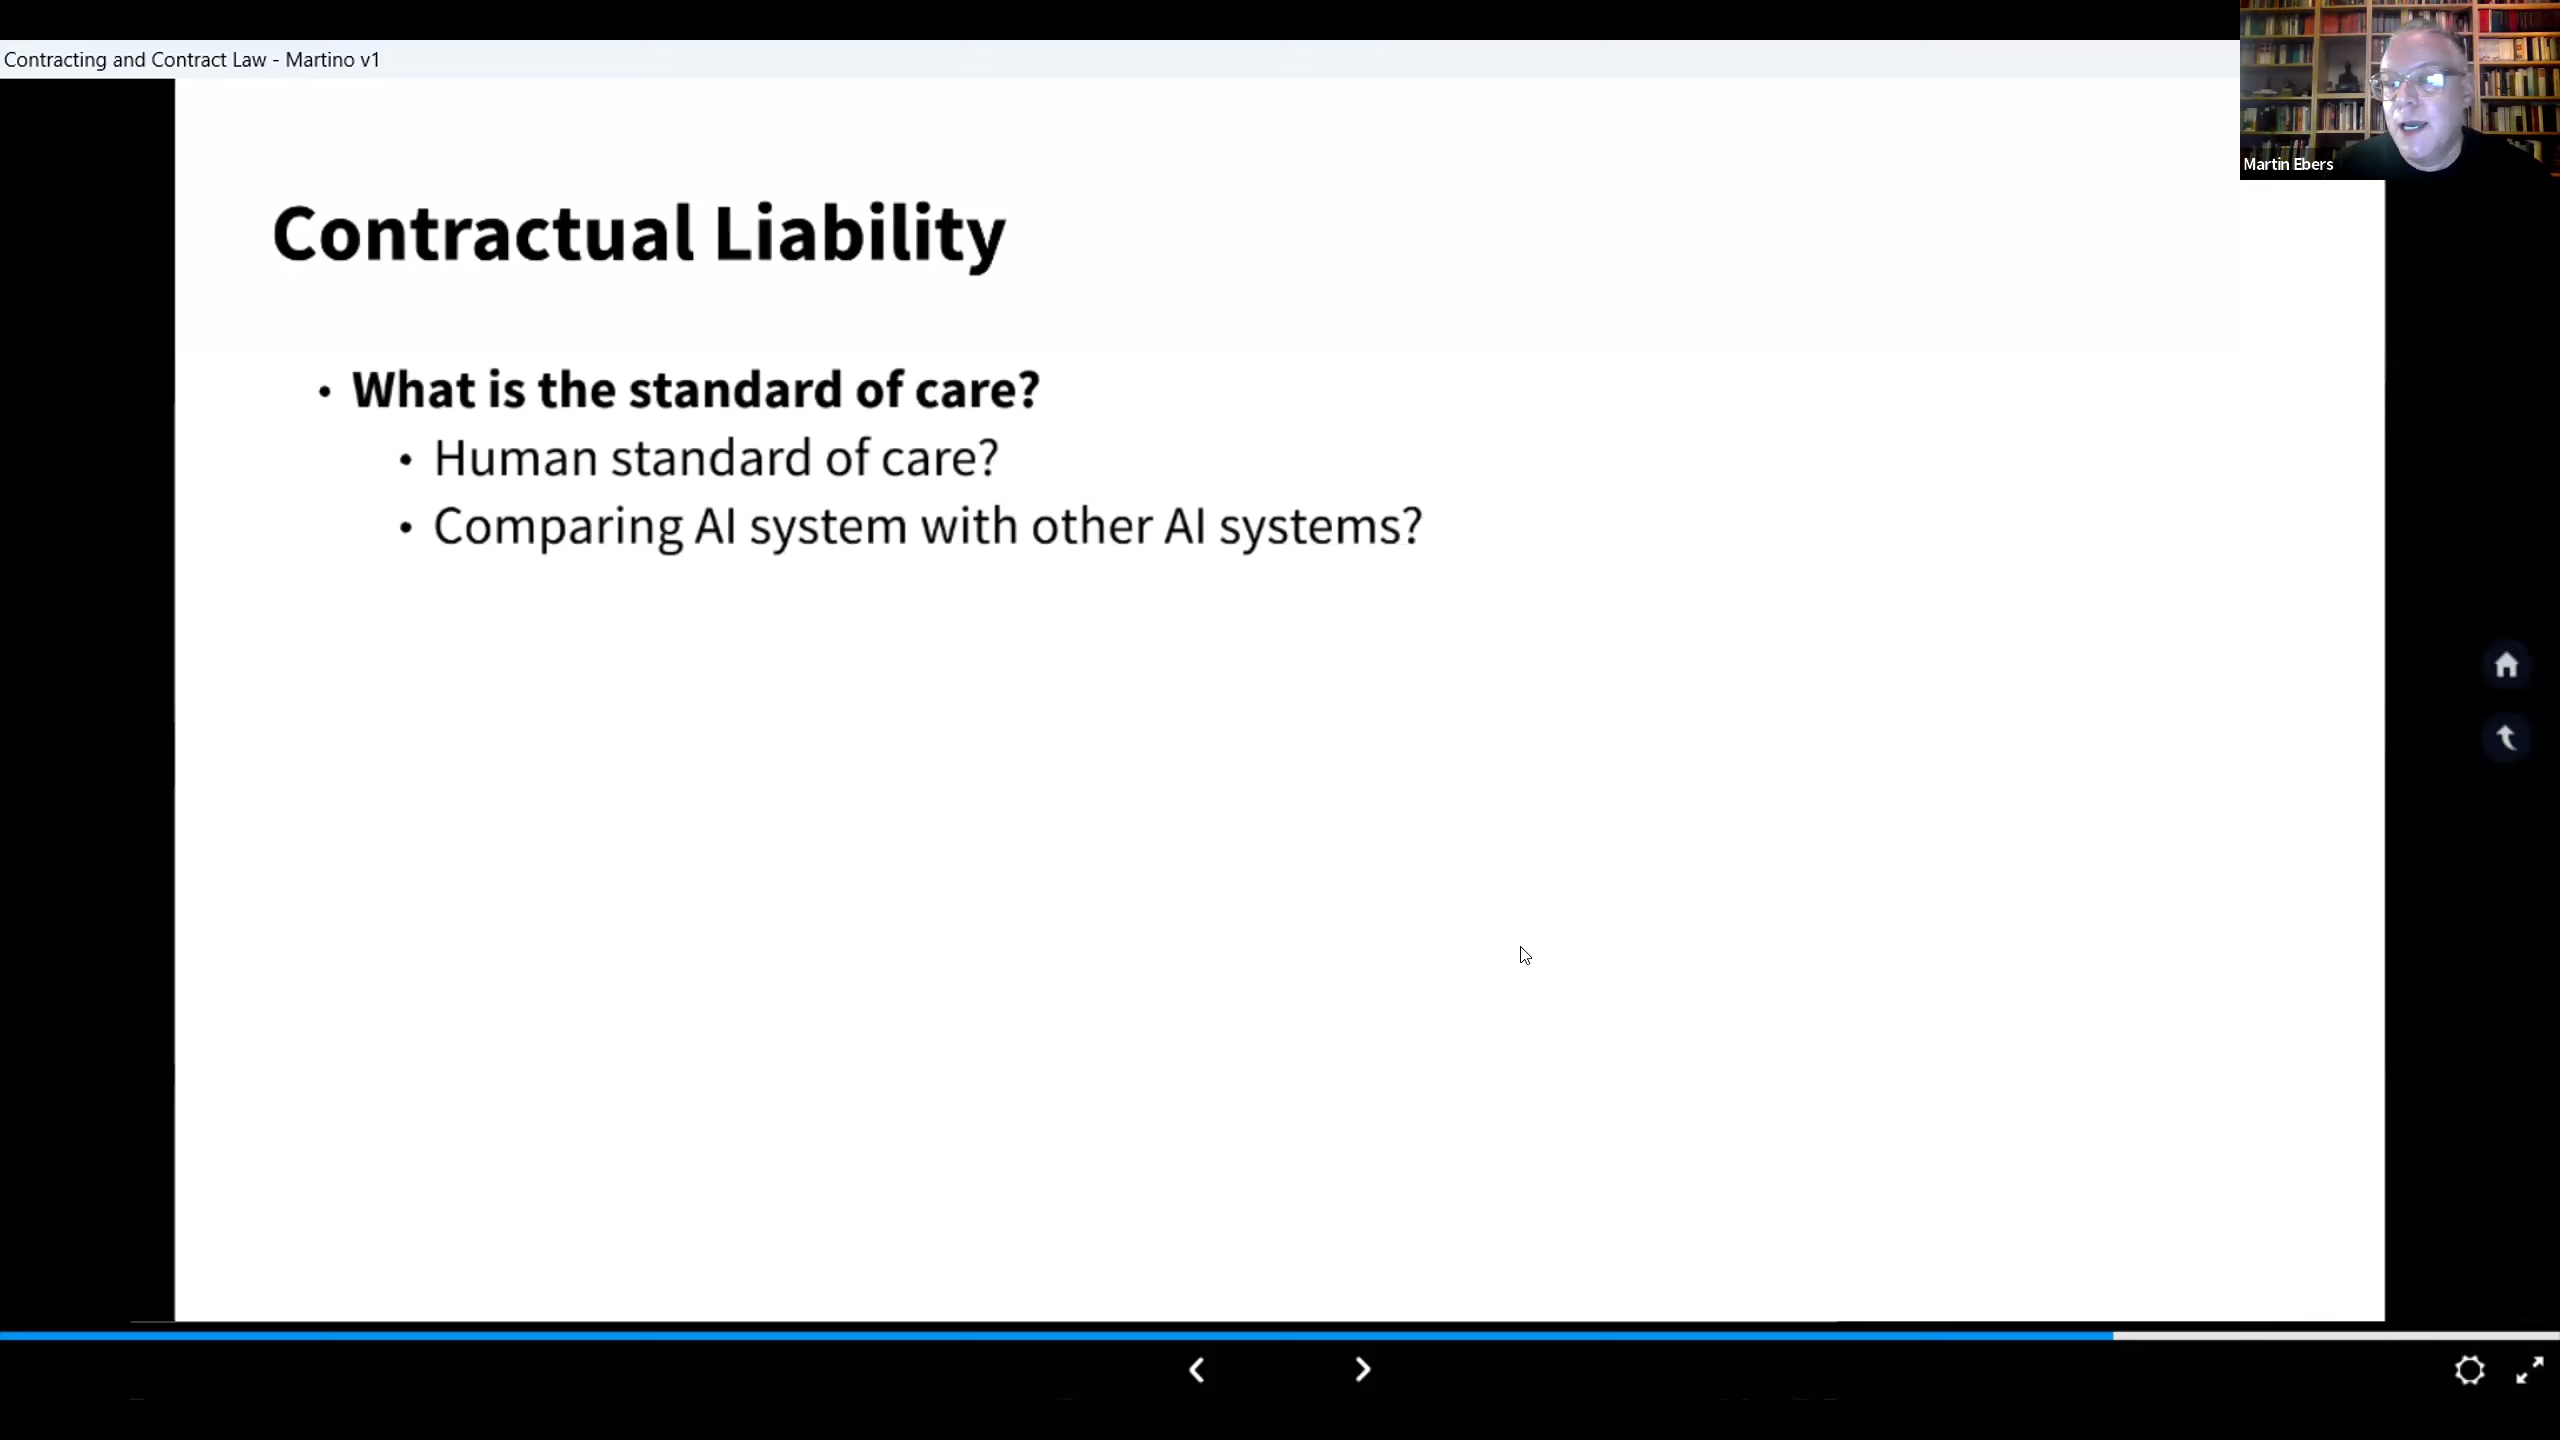 Contracting and Contract Law - Martino v1
Martin Ebers
Contractual Liability
• What is the standard of care?
• Human standard of care?
• Comparing AI system with other AI systems?